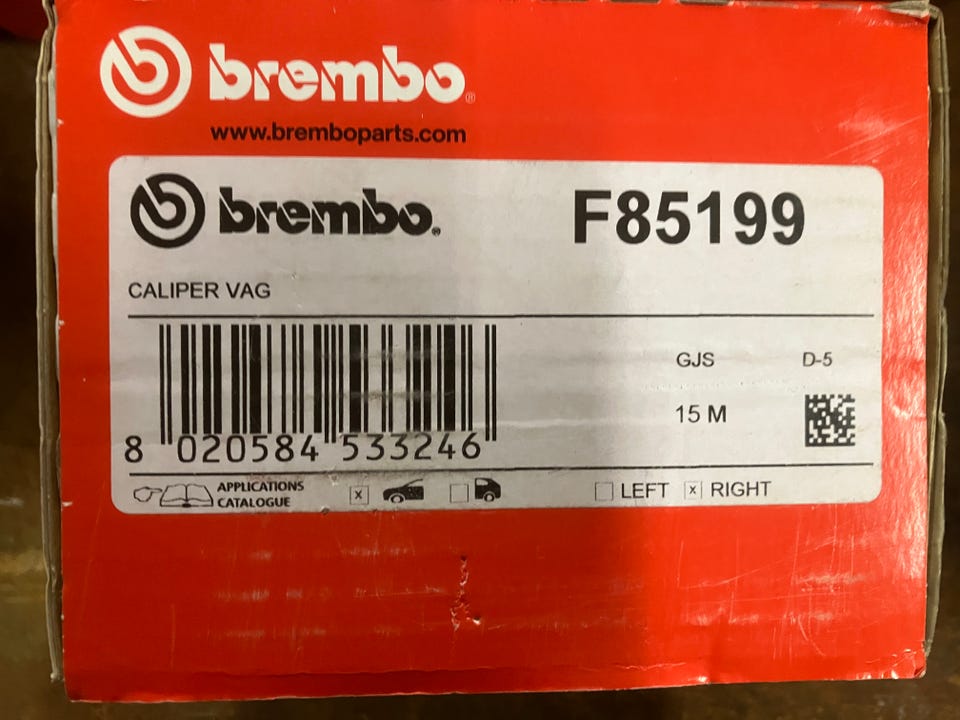 brembo®
www.bremboparts.com
brembo®
F85199
CALIPER VAG
GJS D-5
15 M
8 020584 533246
APPLICATIONS
CATALOGUE
x
LEFT x RIGHT